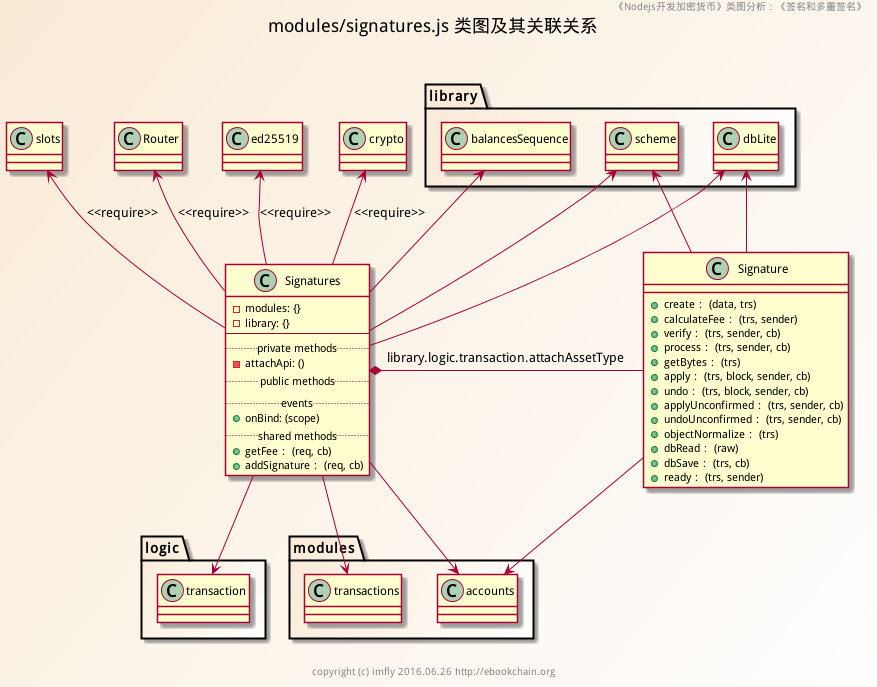 《Nodejs开发加密货币》类图分析：《签名和多重签名》
modules/signatures.js 类图及其关联关系
library
C slots
C Router
C ed25519
C crypto
C balancesSequence
C scheme
C dbLite
<<require>>
<<require>>
<<require>>
<<require>>
C Signatures
modules: {}
library: {}
private methods
attachApi: ()
public methods
events
onBind: (scope)
shared methods
getFee： (req, cb)
addSignature： (req, cb)
library.logic.transaction.attachAssetType
C Signature
create： (data, trs)
calculateFee： (trs, sender)
verify： (trs, sender, cb)
process： (trs, sender, cb)
getBytes： (trs)
apply： (trs, block, sender, cb)
undo： (trs, block, sender, cb)
applyUnconfirmed： (trs, sender, cb)
undoUnconfirmed： (trs, sender, cb)
objectNormalize： (trs)
dbRead： (raw)
dbSave： (trs, cb)
ready： (trs, sender)
logic
C transaction
modules
C transactions
C accounts
copyright (c) imfly 2016.06.26 http://ebookchain.org